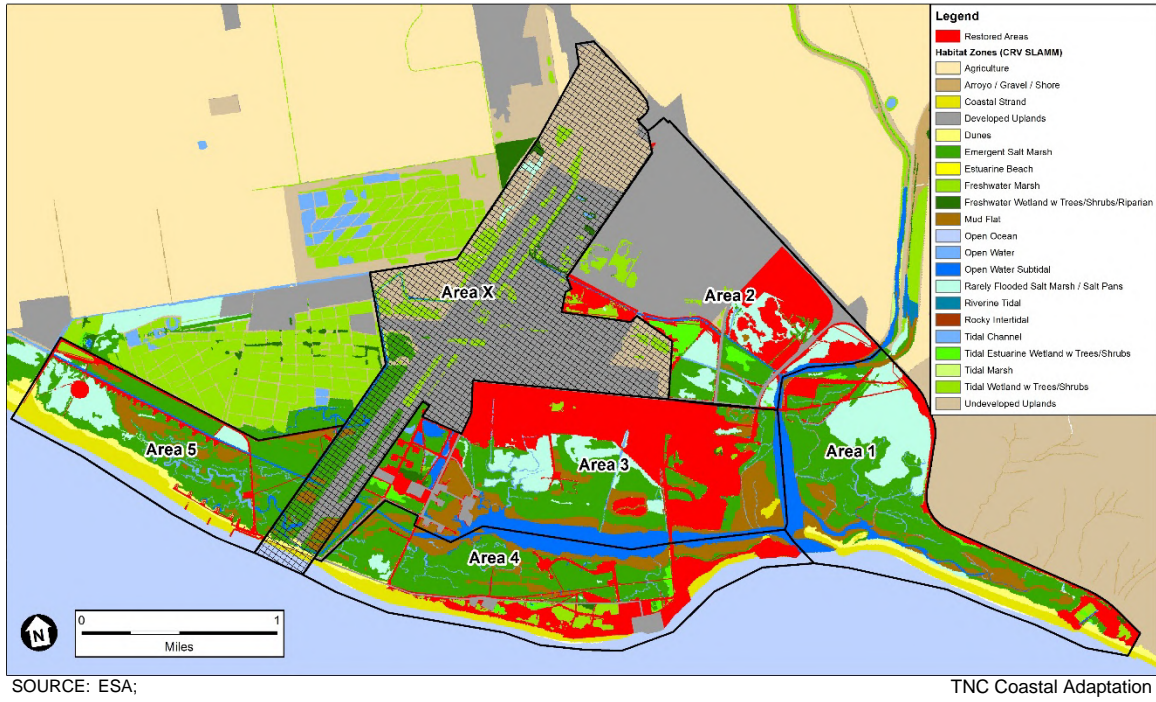 Legend
Restored Areas
Habitat Zones (CRV SLAMM)
Agriculture
Arroyo / Gravel / Shore
Coastal Strand
Developed Uplands
Dunes
Emergent Salt Marsh
Estuarine Beach
Freshwater Marsh
Freshwater Wetland w Trees/Shrubs/Riparian
Mud Flat
Open Ocean
Open Water
Open Water Subtidal
Rarely Flooded Salt Marsh / Salt Pans
Riverine Tidal
Rocky Intertidal
Tidal Channel
Tidal Estuarine Wetland w Trees/Shrubs
Tidal Marsh
Tidal Wetland w Trees/Shrubs
Undeveloped Uplands
Area X
Area 2
Area 5
Area 3
Area 1
Area 4
N
0 1
Miles
SOURCE: ESA;
TNC Coastal Adaptation